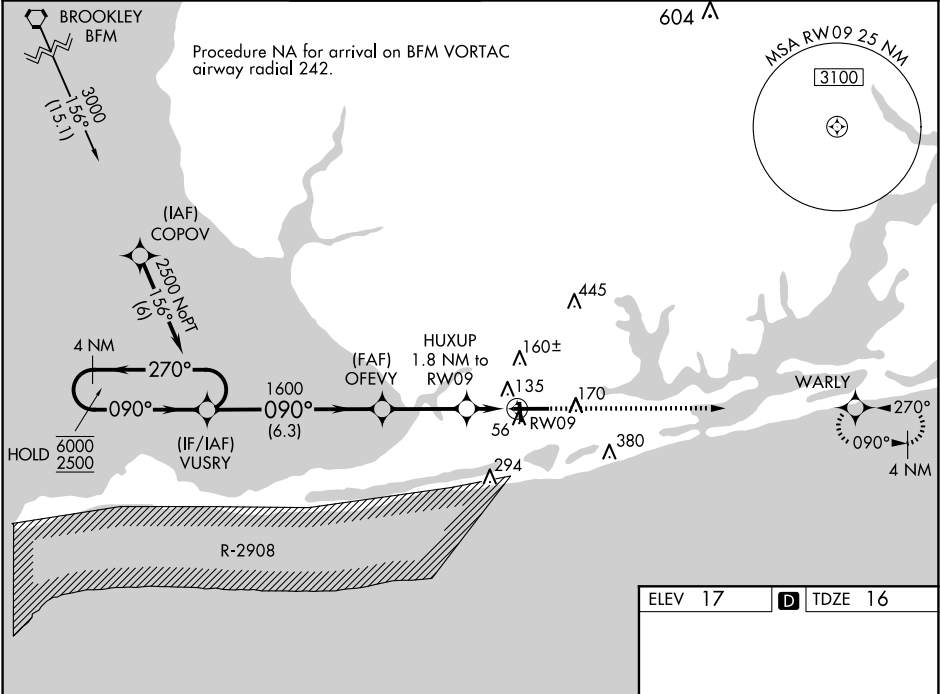 BROOKLEY
BFM
3000
156°
(15.1)
Procedure NA for arrival on BFM VORTAC
airway radial 242.
604
MSA RW09 25 NM
3100
(IAF)
COPOV
2500 NoPT
156°
(6)
4 NM
270°
090°
HOLD
6000
2500
(IF/IAF)
VUSRY
1600
090°
(6.3)
(FAF)
OFEVY
HUXUP
1.8 NM to
RW09
445
160±
135
170
56
RW09
380
294
WARLY
270°
090°
4 NM
R-2908
ELEV 17
D
TDZE 16